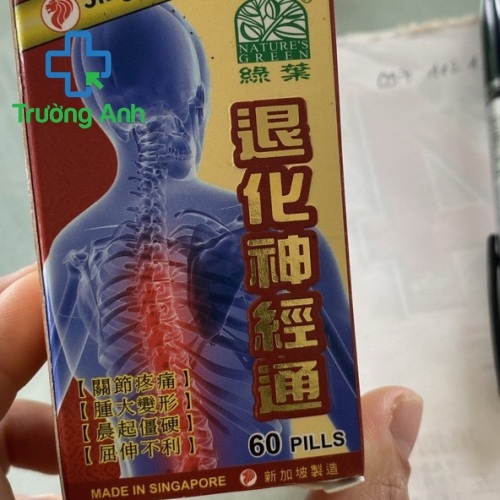 Trường Anh
NATURE'S
GREEN
®
綠葉
退化神經通
【關節疼痛】
【腫大變形】
【晨起僵硬】
【屈伸不利】
60 PILLS
MADE IN SINGAPORE
新加坡製造